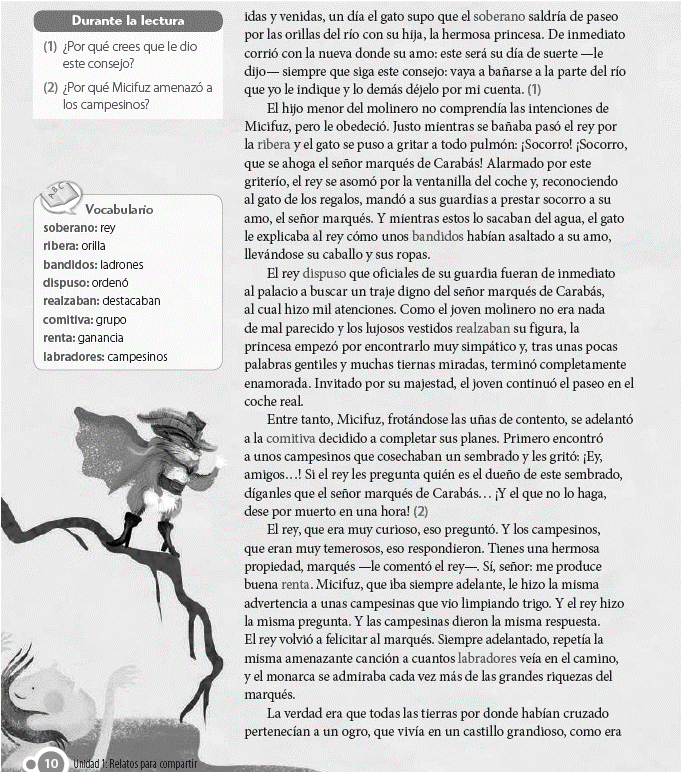 Durante la lectura
(1) ¿Por qué crees que le dio
este consejo?
(2) ¿Por qué Micifuz amenazó a
los campesinos?
Vocabulario
soberano: rey
ribera: orilla
bandidos: ladrones
dispuso: ordenó
realzaban: destacaban
comitiva: grupo
renta: ganancia
labradores: campesinos
idas y venidas, un día el gato supo que el soberano saldría de paseo
por las orillas del río con su hija, la hermosa princesa. De inmediato
corrió con la nueva donde su amo: este será su día de suerte —le
dijo— siempre que siga este consejo: vaya a bañarse a la parte del río
que yo le indique y lo demás déjelo por mi cuenta. (1)
El hijo menor del molinero no comprendía las intenciones de
Micifuz, pero le obedeció. Justo mientras se bañaba pasó el rey por
la ribera y el gato se puso a gritar a todo pulmón: ¡Socorro! ¡Socorro,
que se ahoga el señor marqués de Carabás! Alarmado por este
griterío, el rey se asomó por la ventanilla del coche y, reconociendo
al gato de los regalos, mandó a sus guardias a prestar socorro a su
amo, el señor marqués. Y mientras estos lo sacaban del agua, el gato
le explicaba al rey cómo unos bandidos habían asaltado a su amo,
llevándose su caballo y sus ropas.
El rey dispuso que oficiales de su guardia fueran de inmediato
al palacio a buscar un traje digno del señor marqués de Carabás,
al cual hizo mil atenciones. Como el joven molinero no era nada
de mal parecido y los lujosos vestidos realzaban su figura, la
princesa empezó por encontrarlo muy simpático y, tras unas pocas
palabras gentiles y muchas tiernas miradas, terminó completamente
enamorada. Invitado por su majestad, el joven continuó el paseo en el
coche real.
Entre tanto, Micifuz, frotándose las uñas de contento, se adelantó
a la comitiva decidido a completar sus planes. Primero encontró
a unos campesinos que cosechaban un sembrado y les gritó: ¡Ey,
amigos…! Si el rey les pregunta quién es el dueño de este sembrado,
díganles que el señor marqués de Carabás… ¡Y el que no lo haga,
dese por muerto en una hora! (2)
El rey, que era muy curioso, eso preguntó. Y los campesinos,
que eran muy temerosos, eso respondieron. Tienes una hermosa
propiedad, marqués —le comentó el rey—. Sí, señor: me produce
buena renta. Micifuz, que iba siempre adelante, le hizo la misma
advertencia a unas campesinas que vio limpiando trigo. Y el rey hizo
la misma pregunta. Y las campesinas dieron la misma respuesta.
El rey volvió a felicitar al marqués. Siempre adelantado, repetía la
misma amenazante canción a cuantos labradores veía en el camino,
y el monarca se admiraba cada vez más de las grandes riquezas del
marqués.
La verdad era que todas las tierras por donde habían cruzado
pertenecían a un ogro, que vivía en un castillo grandioso, como era
10 Unidad 1: Relatos para compartir